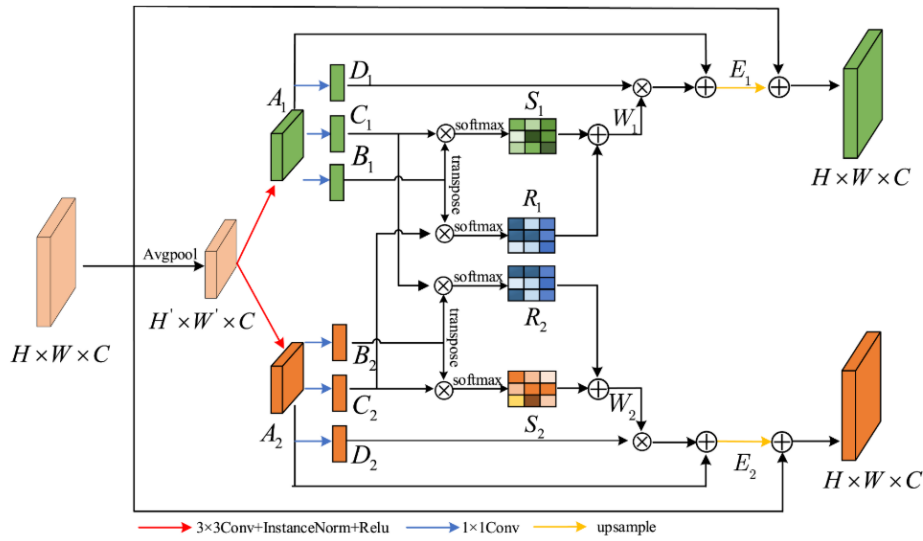 D₁
E₁
A₁
S₁
C₁
softmax
W₁
B₁
transpose
H×W×C
R₁
softmax
Avgpool
softmax
H'×W'×C
R₂
transpose
H×W×C
B₂
softmax
W₂
C₂
S₂
A₂
D₂
E₂
H×W×C
3×3Conv+InstanceNorm+Relu
1×1Conv
upsample